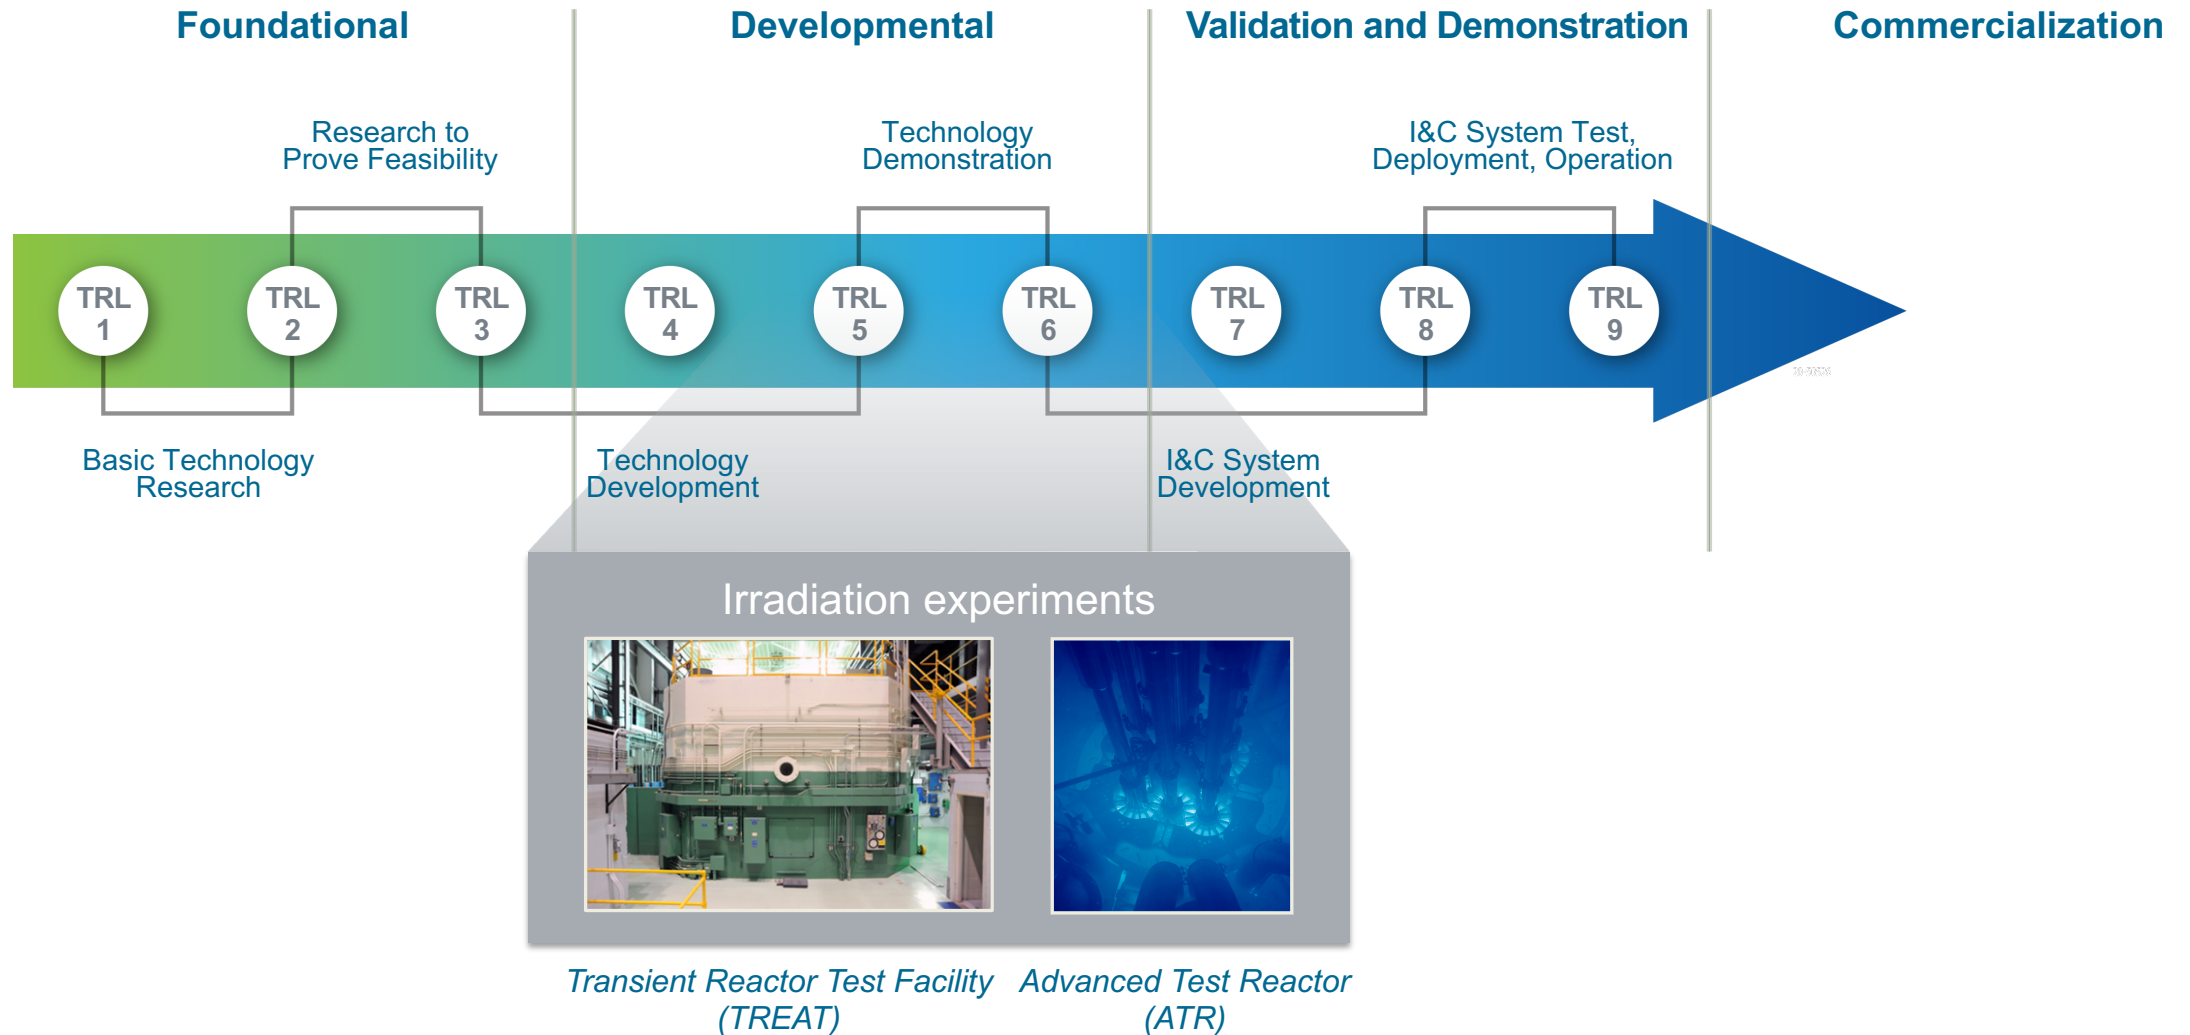 Foundational
Developmental
Validation and Demonstration
Commercialization
Research to
Prove Feasibility
Technology
Demonstration
I&C System Test,
Deployment, Operation
TRL
1
TRL
2
TRL
3
TRL
4
TRL
5
TRL
6
TRL
7
TRL
8
TRL
9
Basic Technology
Research
Technology
Development
I&C System
Development
Irradiation experiments
Transient Reactor Test Facility
(TREAT)
Advanced Test Reactor
(ATR)